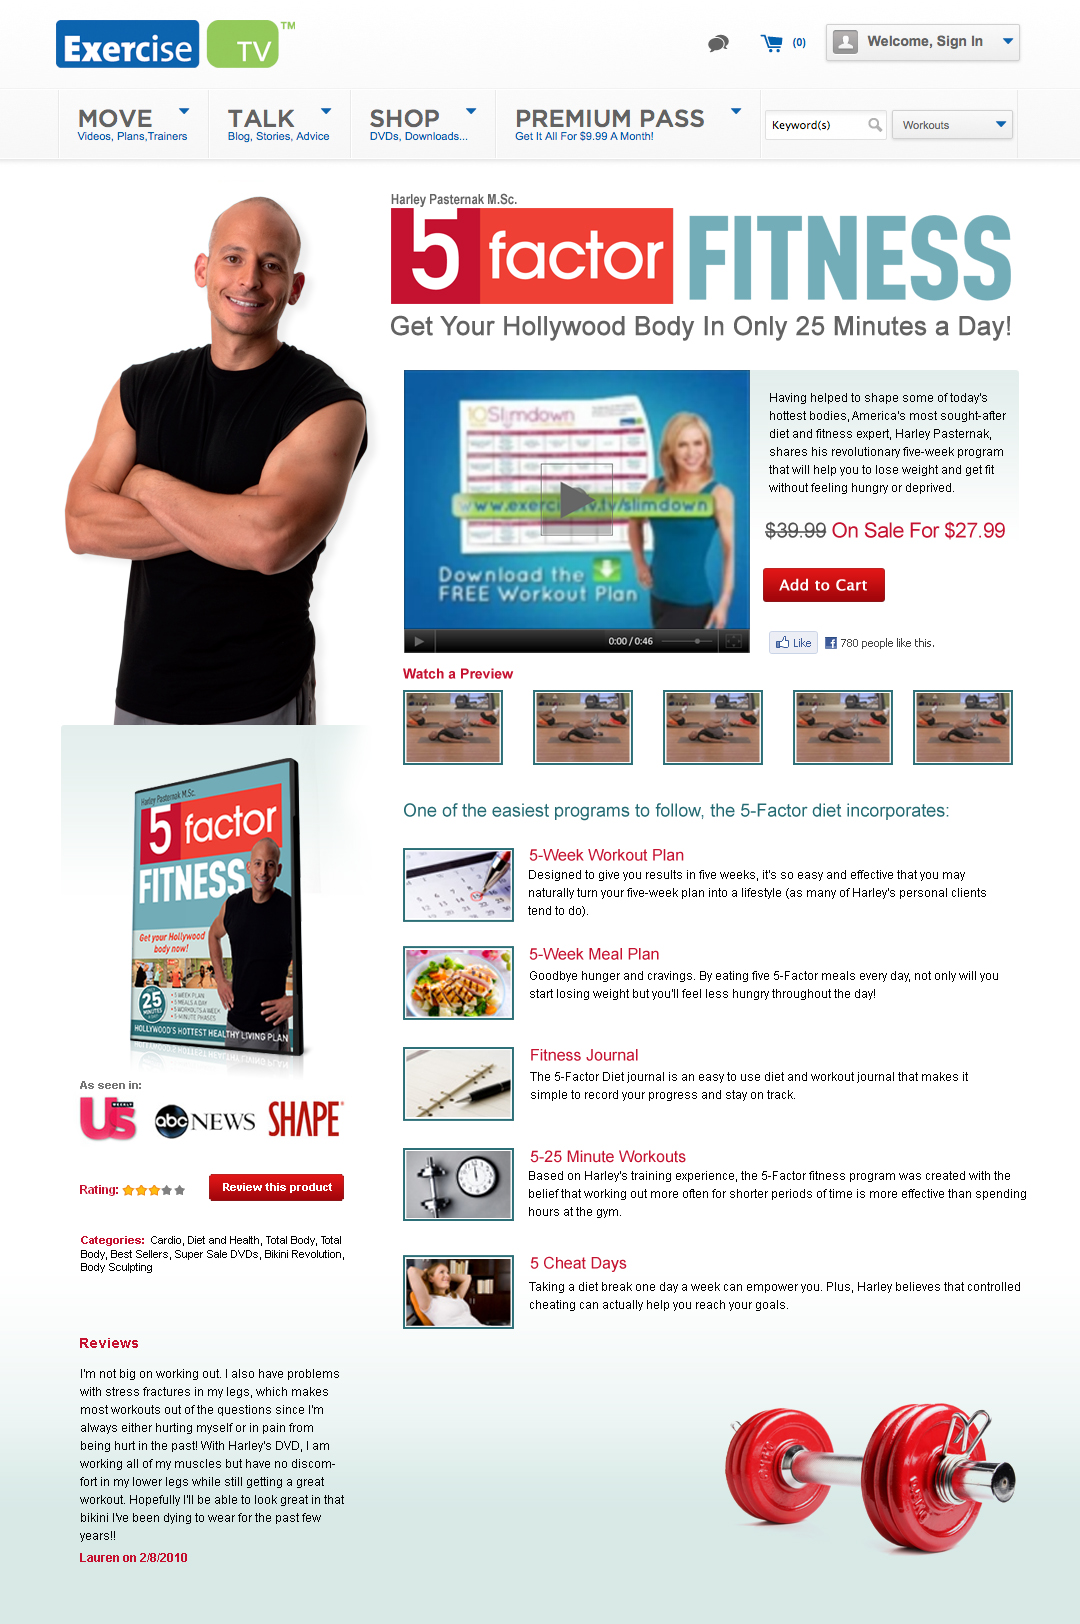 Exercise TV™
(0)
Welcome, Sign In
MOVE
Videos, Plans,Trainers
TALK
Blog, Stories, Advice
SHOP
DVDs, Downloads...
PREMIUM PASS
Get It All For $9.99 A Month!
Keyword(s)
Workouts
Harley Pasternak M.Sc.
5 factor FITNESS
Get Your Hollywood Body In Only 25 Minutes a Day!
10 Slimdown
www.exercisetv.tv/slimdown
Download the
FREE Workout Plan
0:00 / 0:46
Having helped to shape some of today's
hottest bodies, America's most sought-after
diet and fitness expert, Harley Pasternak,
shares his revolutionary five-week program
that will help you to lose weight and get fit
without feeling hungry or deprived.
$39.99 On Sale For $27.99
Add to Cart
Like
780 people like this.
Watch a Preview
Harley Pasternak M.Sc.
5 factor
FITNESS
Get your Hollywood
body now!
25
MINUTES
• 5-WEEK PLAN
• 5 MEALS A DAY
• 5 WORKOUTS A WEEK
• 5-MINUTE PHASES
HOLLYWOOD'S HOTTEST HEALTHY LIVING PLAN
As seen in:
Us WEEKLY
abc NEWS
SHAPE
Rating:
Review this product
Categories: Cardio, Diet and Health, Total Body, Total
Body, Best Sellers, Super Sale DVDs, Bikini Revolution,
Body Sculpting
Reviews
I'm not big on working out. I also have problems
with stress fractures in my legs, which makes
most workouts out of the questions since I'm
always either hurting myself or in pain from
being hurt in the past! With Harley's DVD, I am
working all of my muscles but have no discom-
fort in my lower legs while still getting a great
workout. Hopefully I'll be able to look great in that
bikini I've been dying to wear for the past few
years!!
Lauren on 2/8/2010
One of the easiest programs to follow, the 5-Factor diet incorporates:
5-Week Workout Plan
Designed to give you results in five weeks, it's so easy and effective that you may
naturally turn your five-week plan into a lifestyle (as many of Harley's personal clients
tend to do).
5-Week Meal Plan
Goodbye hunger and cravings. By eating five 5-Factor meals every day, not only will you
start losing weight but you'll feel less hungry throughout the day!
Fitness Journal
The 5-Factor Diet journal is an easy to use diet and workout journal that makes it
simple to record your progress and stay on track.
5-25 Minute Workouts
Based on Harley's training experience, the 5-Factor fitness program was created with the
belief that working out more often for shorter periods of time is more effective than spending
hours at the gym.
5 Cheat Days
Taking a diet break one day a week can empower you. Plus, Harley believes that controlled
cheating can actually help you reach your goals.